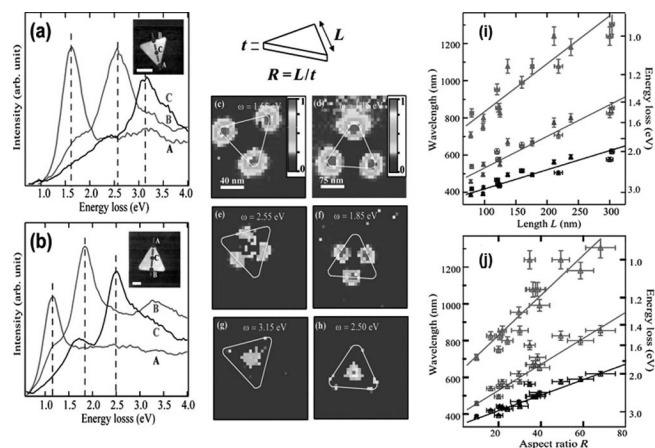 (a)
C
A
C
B
A
Intensity (arb. unit)
1.0 1.5 2.0 2.5 3.0 3.5 4.0
Energy loss (eV)
(b)
A
C
B
B
C
A
Intensity (arb. unit)
1.0 1.5 2.0 2.5 3.0 3.5 4.0
Energy losss (eV)
t
L
R=L/t
(c)
1
0
40 nm
(d)
1
0
75 nm
(e) ω = 2.55 eV
(f) ω = 1.85 eV
(g) ω = 3.15 eV
(h) ω = 2.50 eV
(i)
Wavelength (nm)
1200
1000
800
600
400
100 150 200 250 300
Length L (nm)
1.0
1.2
1.4
1.6
2.0
3.0
Energy loss (eV)
(j)
Wavelength (nm)
1200
1000
800
600
400
20 40 60 80
Aspect ratio R
1.0
1.2
1.4
1.6
2.0
3.0
Energy loss (eV)